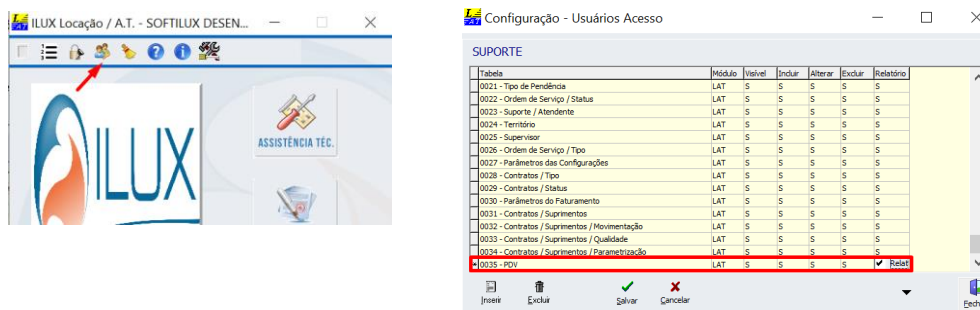 ILUX Locação / A.T. - SOFTILUX DESEN...
ILUX
ASSISTÊNCIA TÉC.
Configuração - Usuários Acesso
SUPORTE
Tabela Módulo Visível Incluir Alterar Excluir Relatório
0021 - Tipo de Pendência LAT S S S S S
0022 - Ordem de Serviço / Status LAT S S S S S
0023 - Suporte / Atendente LAT S S S S S
0024 - Território LAT S S S S S
0025 - Supervisor LAT S S S S S
0026 - Ordem de Serviço / Tipo LAT S S S S S
0027 - Parâmetros das Configurações LAT S S S S S
0028 - Contratos / Tipo LAT S S S S S
0029 - Contratos / Status LAT S S S S S
0030 - Parâmetros do Faturamento LAT S S S S S
0031 - Contratos / Suprimentos LAT S S S S S
0032 - Contratos / Suprimentos / Movimentação LAT S S S S S
0033 - Contratos / Suprimentos / Qualidade LAT S S S S S
0034 - Contratos / Suprimentos / Parametrização LAT S S S S S
0035 - PDV LAT S S S S Relat
Inserir Excluir Salvar Cancelar Fech